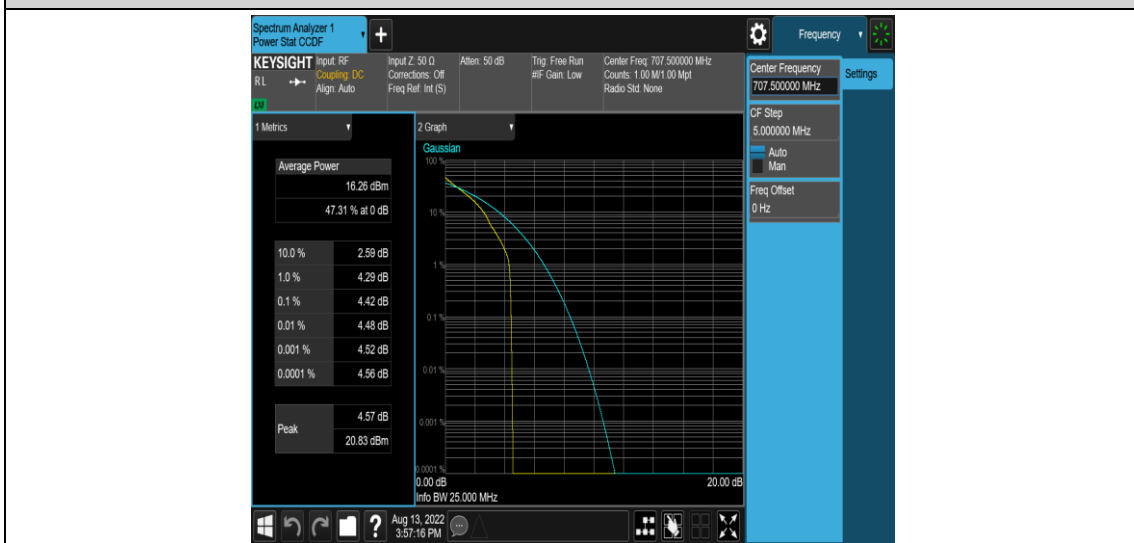 Spectrum Analyzer 1
Power Stat CCDF
+
Frequency
KEYSIGHT
RL
LXI
Input: RF
Coupling: DC
Align: Auto
Input Z: 50 Ω
Corrections: Off
Freq Ref: Int (S)
Atten: 50 dB
Trig: Free Run
#IF Gain: Low
Center Freq: 707.500000 MHz
Counts: 1.00 M/1.00 Mpt
Radio Std: None
Center Frequency
707.500000 MHz
Settings
CF Step
5.000000 MHz
Auto
Man
Freq Offset
0 Hz
1 Metrics
Average Power
16.26 dBm
47.31 % at 0 dB
10.0 % 2.59 dB
1.0 % 4.29 dB
0.1 % 4.42 dB
0.01 % 4.48 dB
0.001 % 4.52 dB
0.0001 % 4.56 dB
Peak 4.57 dB
20.83 dBm
2 Graph
Gaussian
100 %
10 %
1 %
0.1 %
0.01 %
0.001 %
0.0001 %
0.00 dB 20.00 dB
Info BW 25.000 MHz
?
Aug 13, 2022
3:57:16 PM